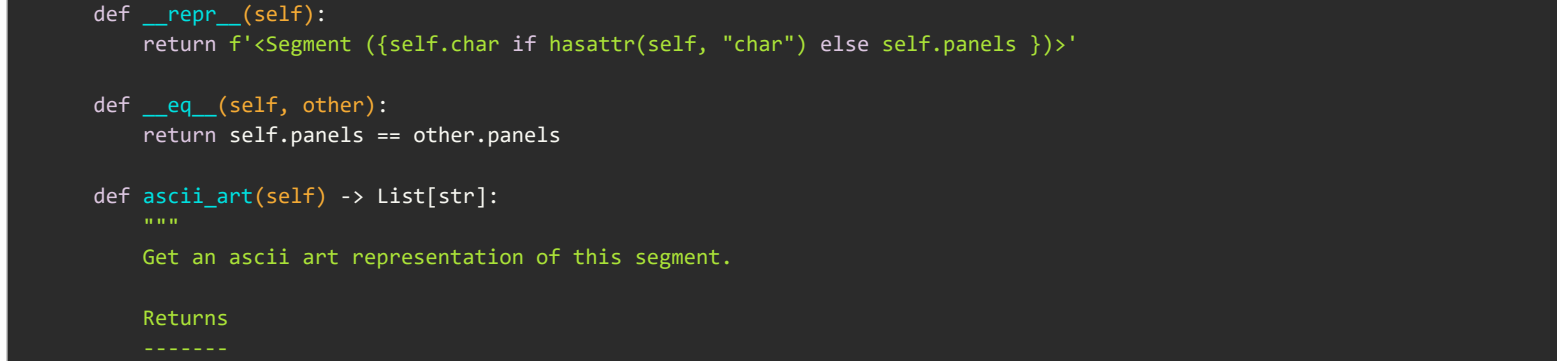 def __repr__(self):
    return f'<Segment ({self.char if hasattr(self, "char") else self.panels })>'

def __eq__(self, other):
    return self.panels == other.panels

def ascii_art(self) -> List[str]:
    """
    Get an ascii art representation of this segment.

    Returns
    -------